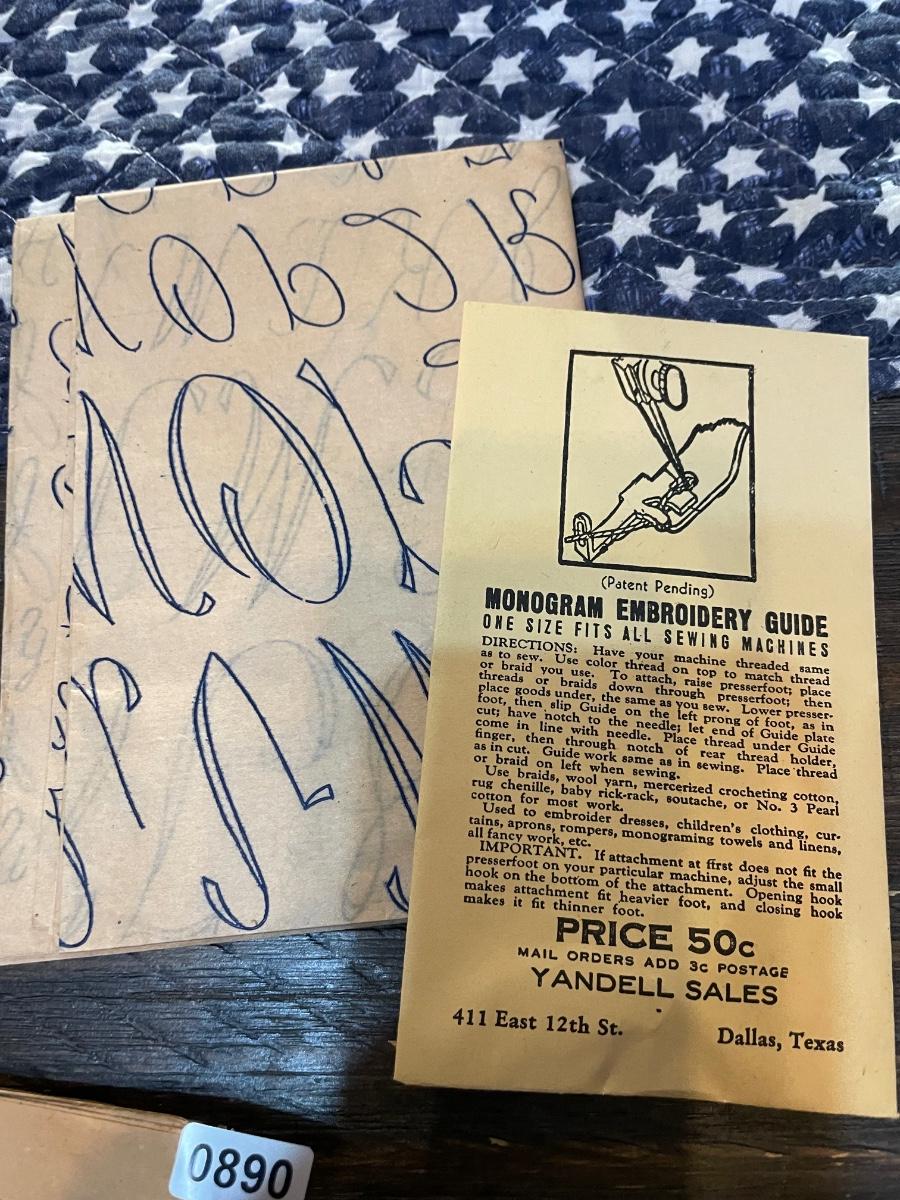 (Patent Pending)
MONOGRAM EMBROIDERY GUIDE
ONE SIZE FITS ALL SEWING MACHINES
DIRECTIONS: Have your machine threaded same
as to sew. Use color thread on top to match thread
or braid you use. To attach, raise presserfoot; place
threads or braids down through presserfoot; then
place goods under, the same as you sew. Lower presser-
foot, then slip Guide on the left prong of foot, as in
cut; have notch to the needle; let end of Guide plate
come in line with needle. Place thread under Guide
finger, then through notch of rear thread holder,
as in cut. Guide work same as in sewing. Place thread
or braid on left when sewing.
Use braids, wool yarn, mercerized crocheting cotton,
rug chenille, baby rick-rack, soutache, or No. 3 Pearl
cotton for most work.
Used to embroider dresses, children's clothing, cur-
tains, aprons, rompers, monograming towels and linens,
all fancy work, etc.
IMPORTANT. If attachment at first does not fit the
presserfoot on your particular machine, adjust the small
hook on the bottom of the attachment. Opening hook
makes attachment fit heavier foot, and closing hook
makes it fit thinner foot.
PRICE 50c
MAIL ORDERS ADD 3c POSTAGE
YANDELL SALES
411 East 12th St. Dallas, Texas
0890